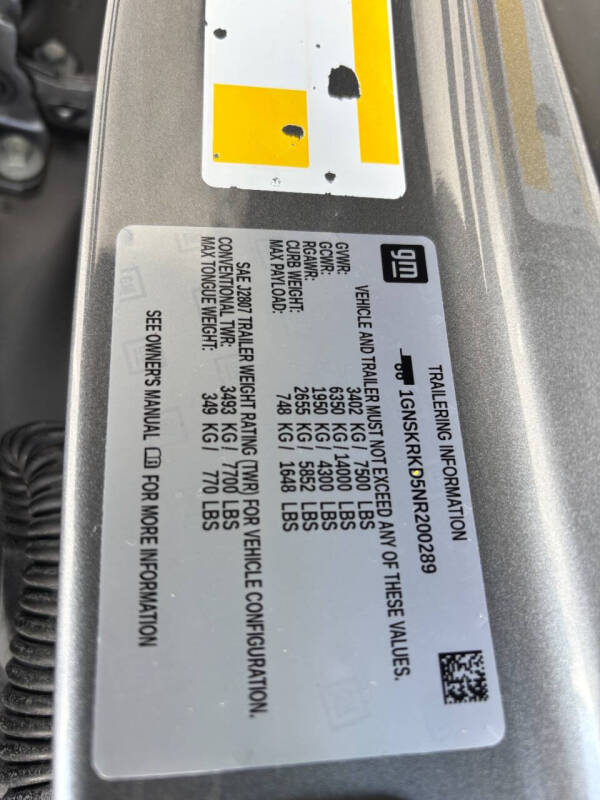 gm
TRAILERING INFORMATION
1GNSKRKD5NR200289
VEHICLE AND TRAILER MUST NOT EXCEED ANY OF THESE VALUES.
GVWR: 3402 KG / 7500 LBS
GCWR: 6350 KG / 14000 LBS
RGAWR: 1950 KG / 4300 LBS
CURB WEIGHT: 2655 KG / 5852 LBS
MAX PAYLOAD: 748 KG / 1648 LBS
SAE J2807 TRAILER WEIGHT RATING (TWR) FOR VEHICLE CONFIGURATION.
CONVENTIONAL TWR: 3493 KG / 7700 LBS
MAX TONGUE WEIGHT: 349 KG / 770 LBS
SEE OWNER'S MANUAL FOR MORE INFORMATION